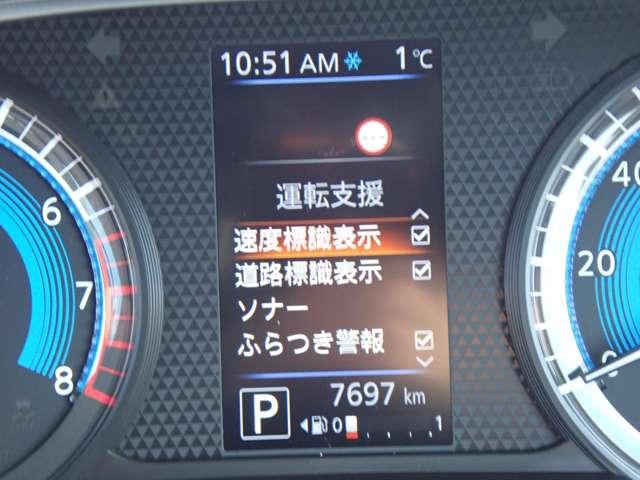 10:51 AM 1℃
運転支援
速度標識表示
道路標識表示
ソナー
ふらつき警報
P
7697 km
0 1
6
7
8
40
20
0